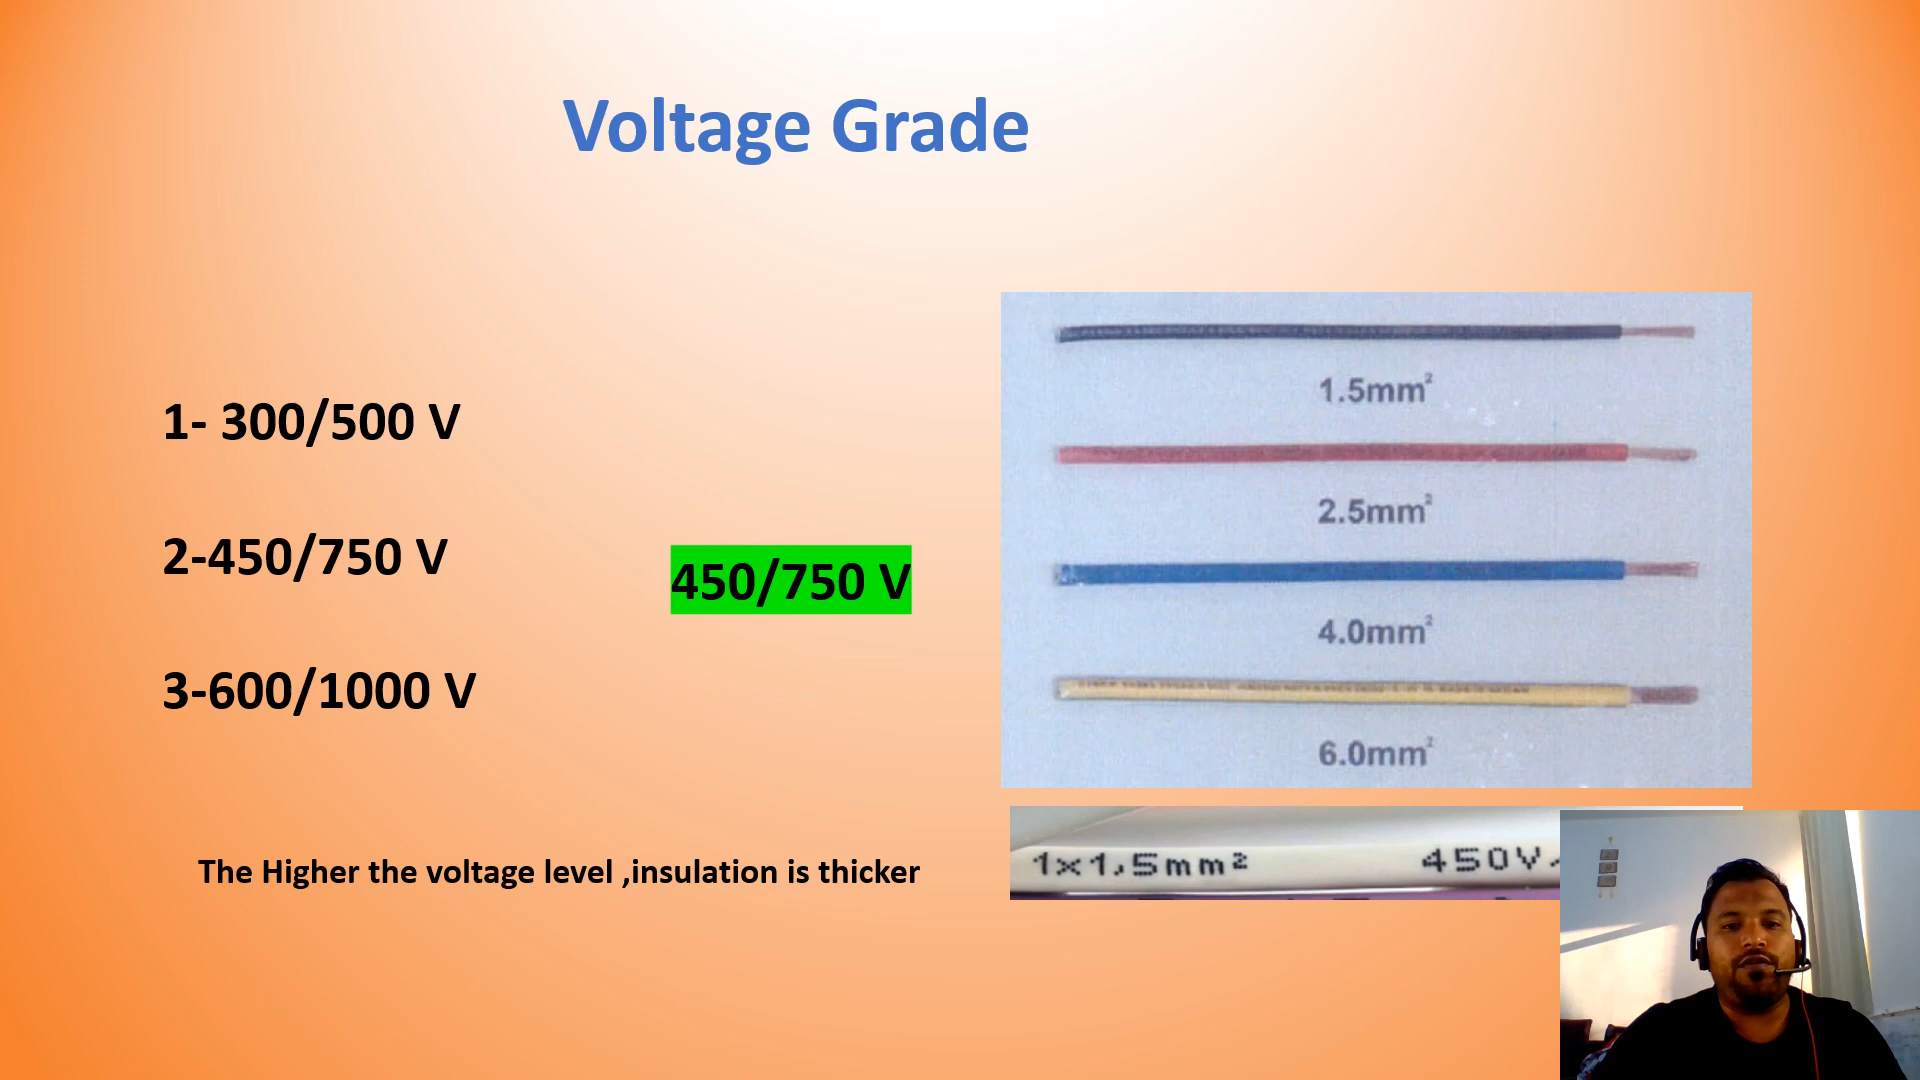 Voltage Grade
1- 300/500 V
2-450/750 V
3-600/1000 V
450/750 V
The Higher the voltage level ,insulation is thicker
1.5mm²
2.5mm²
4.0mm²
6.0mm²
1x1,5mm² 450V